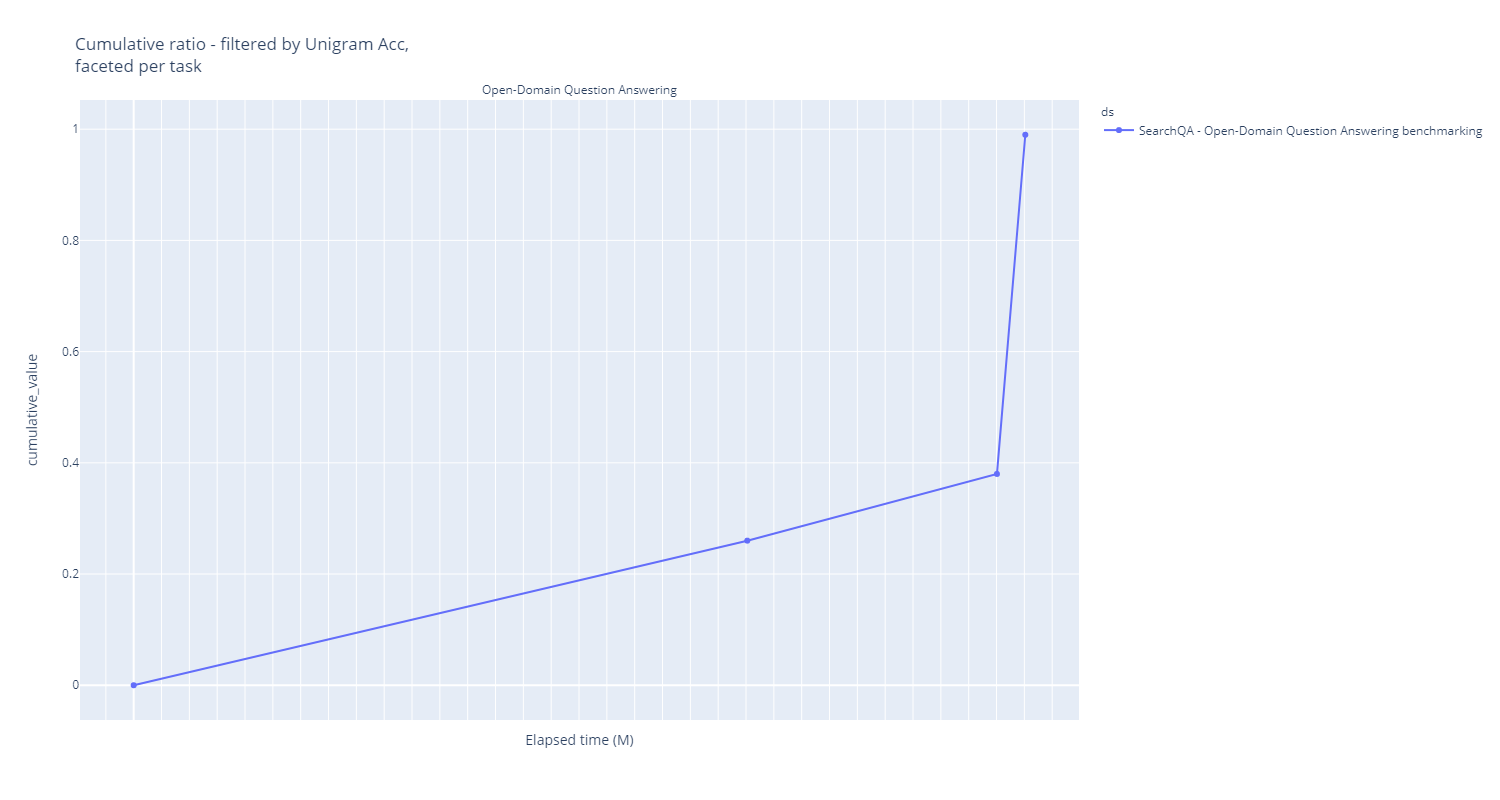 Cumulative ratio - filtered by Unigram Acc,
faceted per task
Open-Domain Question Answering
ds
SearchQA - Open-Domain Question Answering benchmarking
1
0.8
0.6
0.4
0.2
0
cumulative_value
Elapsed time (M)